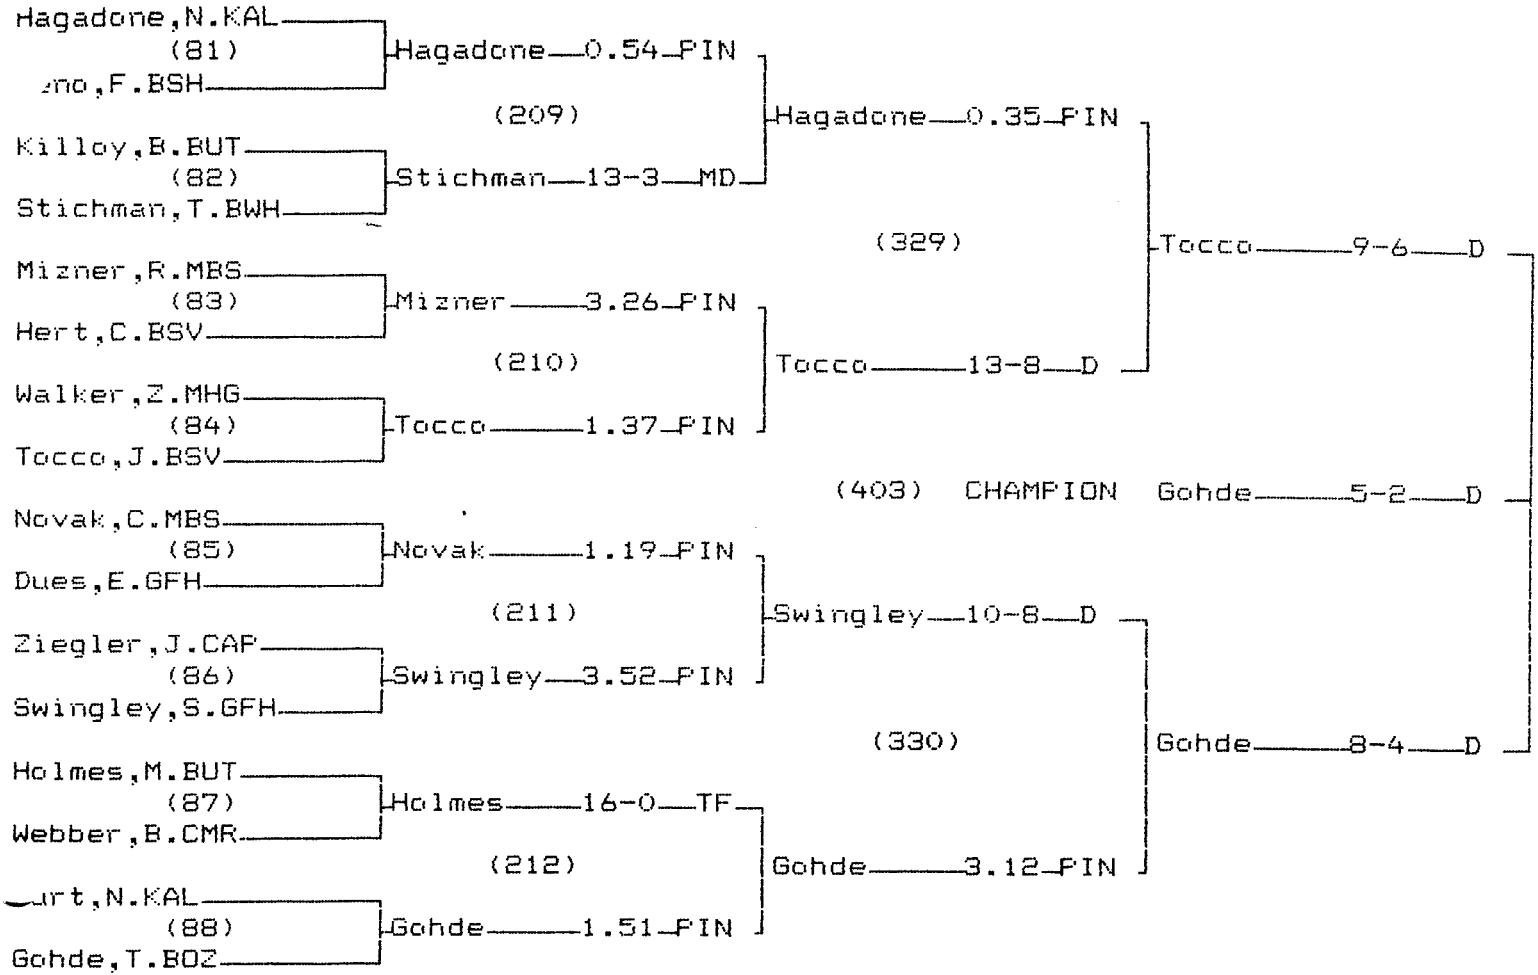 Hagadone,N.KAL
(81) Hagadone 0.54 PIN
F.BSH
(209) Hagadone 0.35 PIN
Killoy,B.BUT
(82) Stichman 13-3 MD
Stichman,T.BWH
(329) Tocco 9-6 D
Mizner,R.MBS
(83) Mizner 3.26 PIN
Hert,C.BSV
(210) Tocco 13-8 D
Walker,Z.MHG
(84) Tocco 1.37 PIN
Tocco,J.BSV
(403) CHAMPION Gohde 5-2 D
Novak,C.MBS
(85) Novak 1.19 PIN
Dues,E.GFH
(211) Swingley 10-8 D
Ziegler,J.CAP
(86) Swingley 3.52 PIN
Swingley,S.GFH
(330) Gohde 8-4 D
Holmes,M.BUT
(87) Holmes 16-0 TF
Webber,B.CMR
(212) Gohde 3.12 PIN
N.KAL
(88) Gohde 1.51 PIN
Gohde,T.BOZ